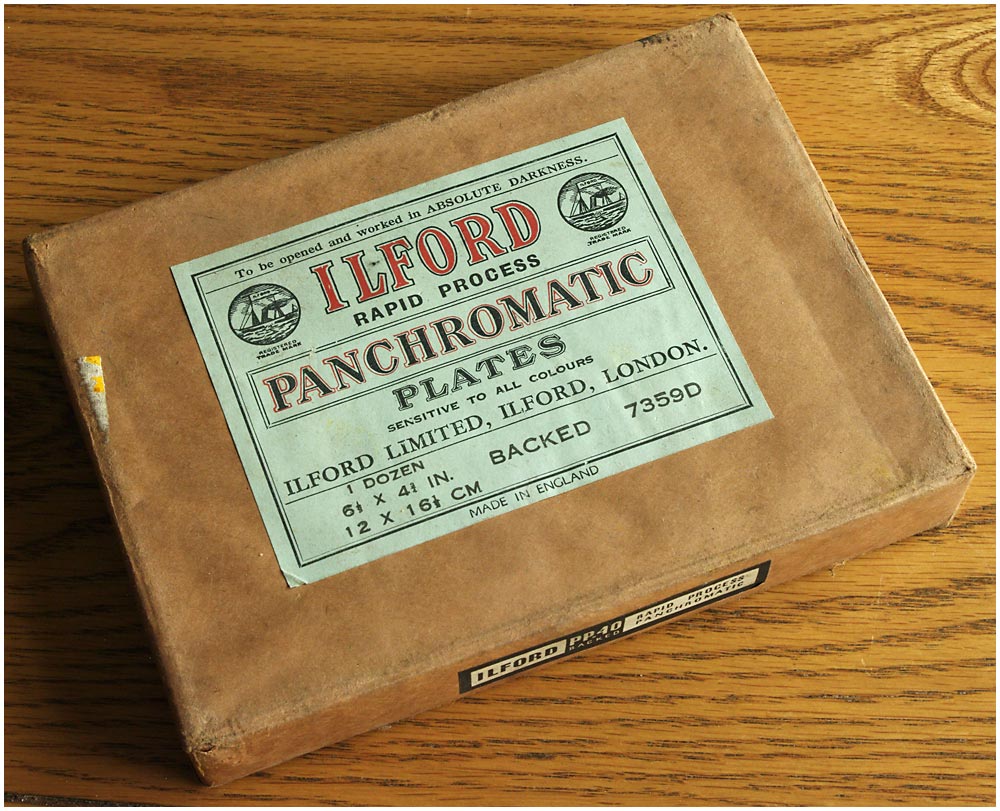 To be opened and worked in ABSOLUTE DARKNESS.
ILFORD
RAPID PROCESS
REGISTERED
TRADE MARK
REGISTERED
TRADE MARK
PANCHROMATIC
PLATES
SENSITIVE TO ALL COLOURS
ILFORD LIMITED, ILFORD, LONDON.
1 DOZEN
6½ X 4¾ IN.
12 X 16½ CM
BACKED
7359D
MADE IN ENGLAND
ILFORD
PP.40
BACKED
RAPID PROCESS
PANCHROMATIC